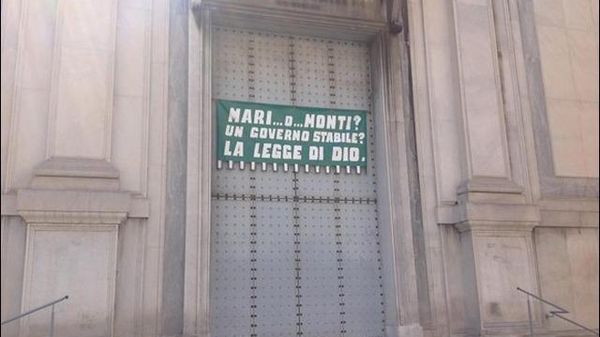 MARI...O...MONTI?
UN GOVERNO STABILE?
LA LEGGE DI DIO.